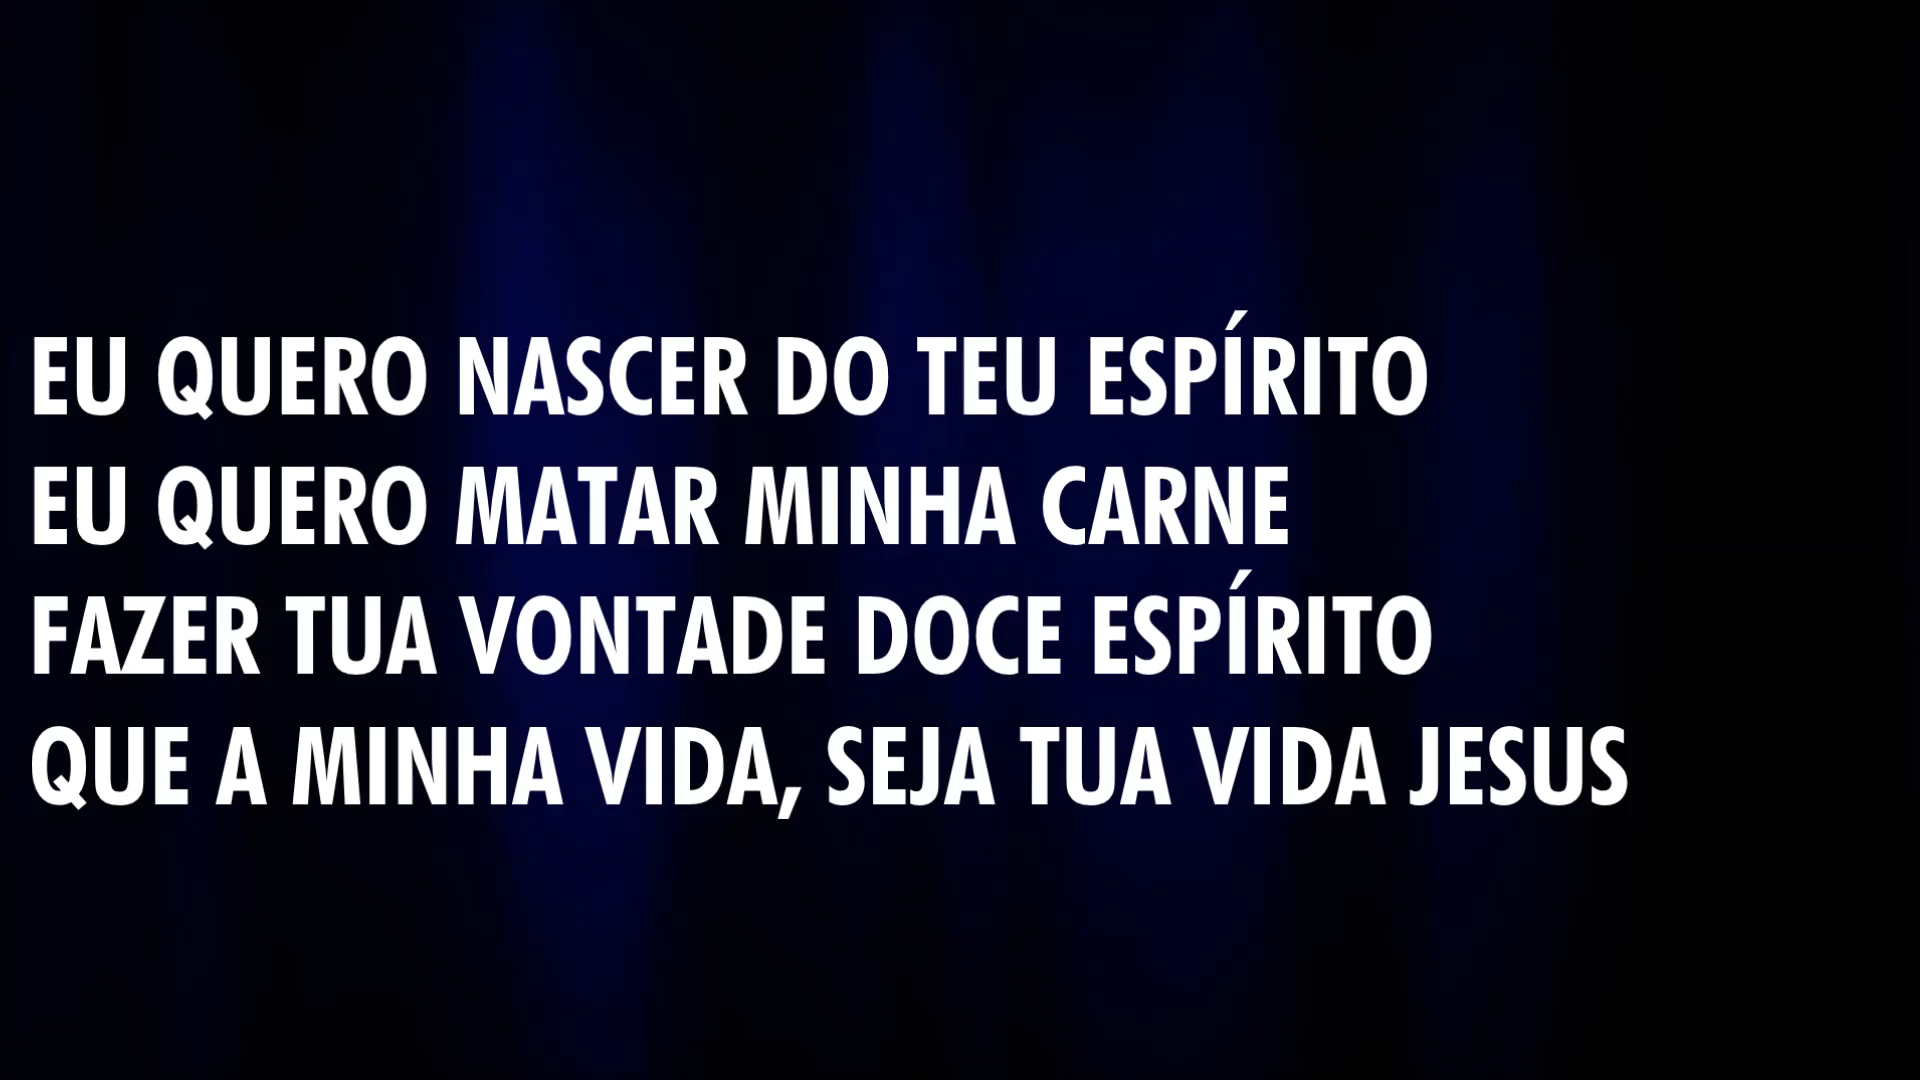 EU QUERO NASCER DO TEU ESPÍRITO
EU QUERO MATAR MINHA CARNE
FAZER TUA VONTADE DOCE ESPÍRITO
QUE A MINHA VIDA, SEJA TUA VIDA JESUS